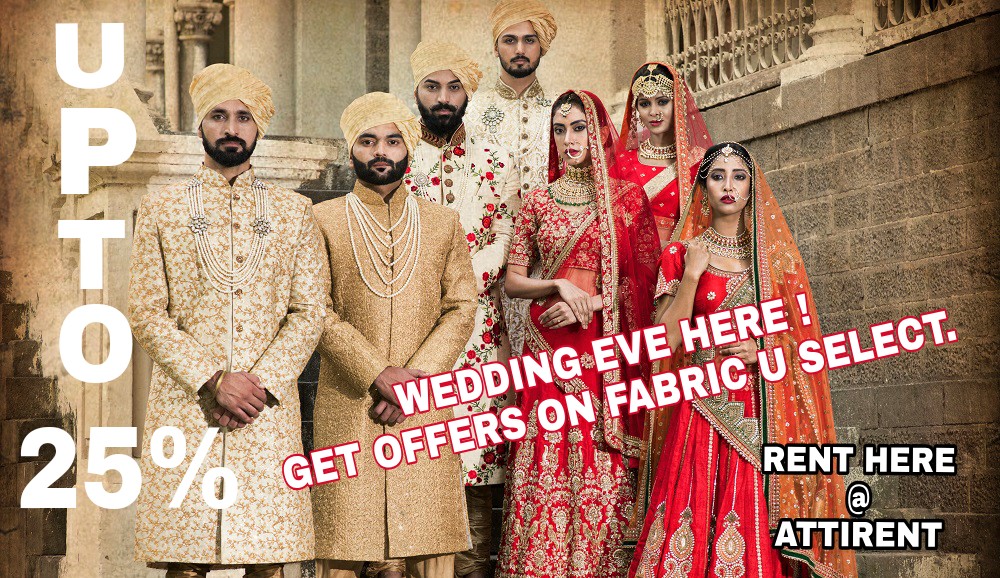 UPTO
25%
WEDDING EVE HERE !
GET OFFERS ON FABRIC U SELECT.
RENT HERE
@
ATTIRENT